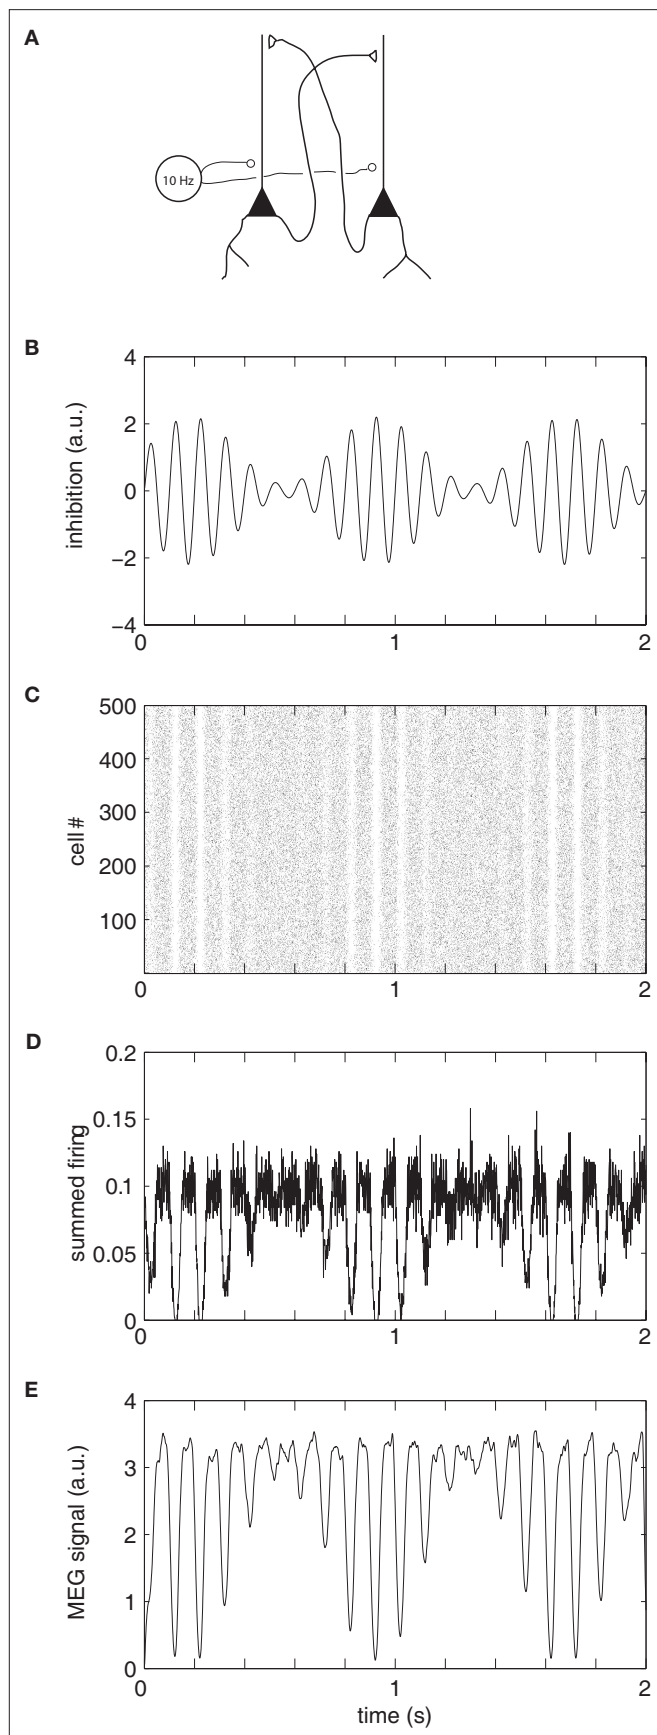 A
10 Hz
B
inhibition (a.u.)
4
2
0
−2
−4
0
1
2
C
cell #
500
400
300
200
100
0
1
2
D
summed firing
0.2
0.15
0.1
0.05
0
0
1
2
E
MEG signal (a.u.)
4
3
2
1
0
0
1
2
time (s)